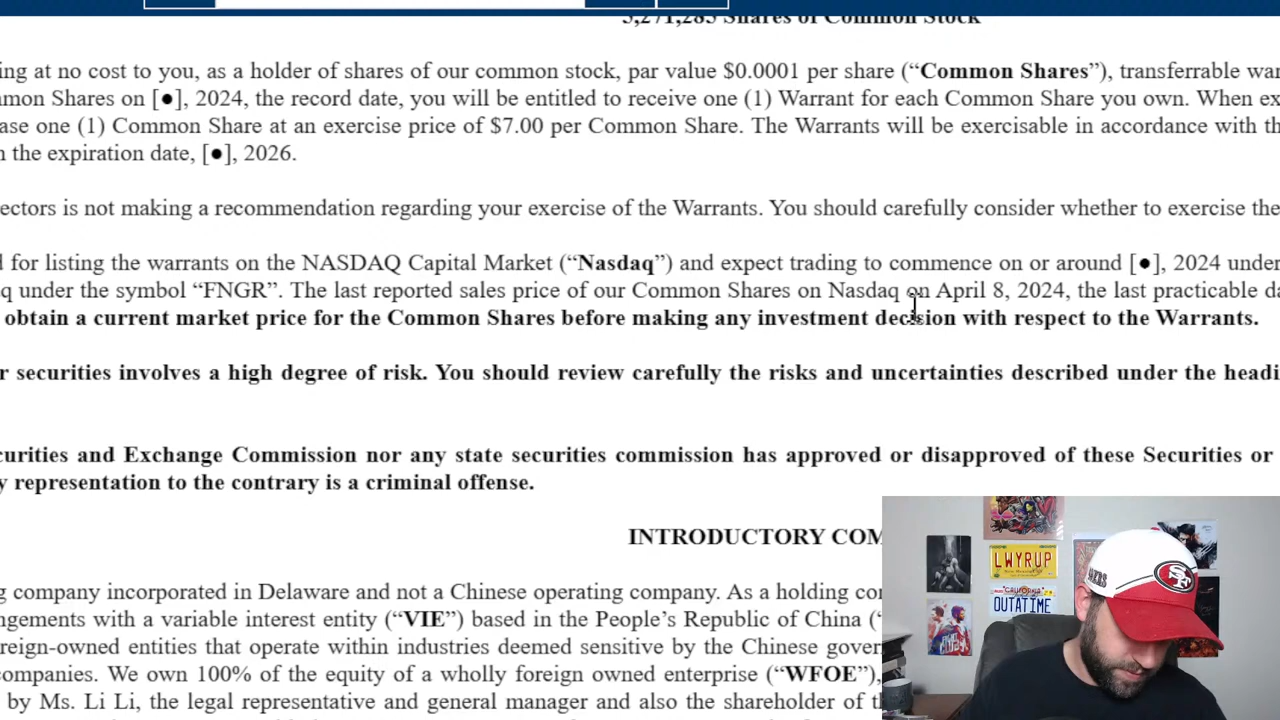 5,271,285 Shares of Common Stock
ing at no cost to you, as a holder of shares of our common stock, par value $0.0001 per share (“Common Shares”), transferrable war
nmon Shares on [●], 2024, the record date, you will be entitled to receive one (1) Warrant for each Common Share you own. When ex
ase one (1) Common Share at an exercise price of $7.00 per Common Share. The Warrants will be exercisable in accordance with th
n the expiration date, [●], 2026.
ectors is not making a recommendation regarding your exercise of the Warrants. You should carefully consider whether to exercise the
d for listing the warrants on the NASDAQ Capital Market (“Nasdaq”) and expect trading to commence on or around [●], 2024 under
q under the symbol “FNGR”. The last reported sales price of our Common Shares on Nasdaq on April 8, 2024, the last practicable da
obtain a current market price for the Common Shares before making any investment decision with respect to the Warrants.
r securities involves a high degree of risk. You should review carefully the risks and uncertainties described under the headi
curities and Exchange Commission nor any state securities commission has approved or disapproved of these Securities or
y representation to the contrary is a criminal offense.
INTRODUCTORY COM
g company incorporated in Delaware and not a Chinese operating company. As a holding co
ngements with a variable interest entity (“VIE”) based in the People’s Republic of China (“
oreign-owned entities that operate within industries deemed sensitive by the Chinese gover
companies. We own 100% of the equity of a wholly foreign owned enterprise (“WFOE”),
by Ms. Li Li, the legal representative and general manager and also the shareholder of th
LWYRUP
CALIFORNIA
OUTATIME
49ERS
SF